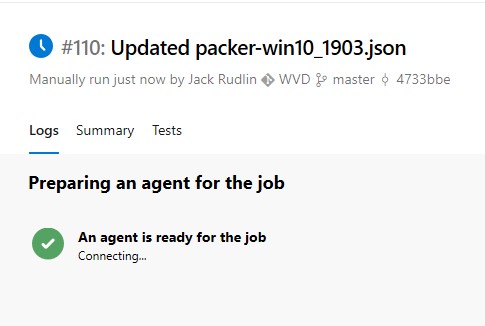 #110: Updated packer-win10_1903.json
Manually run just now by Jack Rudlin WVD master 4733bbe
Logs Summary Tests
Preparing an agent for the job
An agent is ready for the job
Connecting...